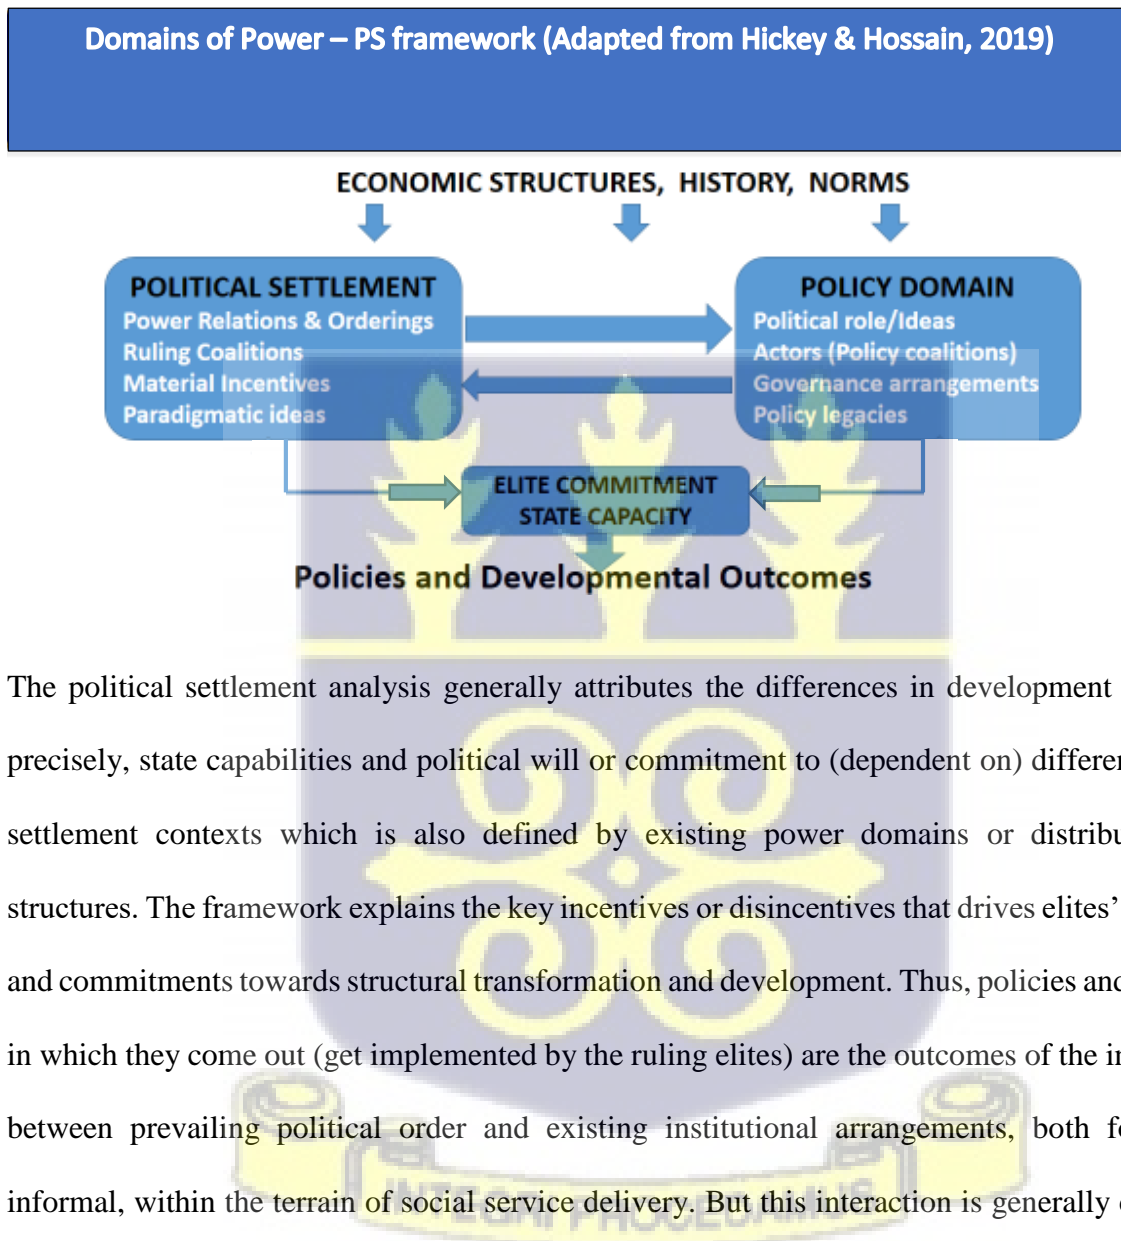 Domains of Power – PS framework (Adapted from Hickey & Hossain, 2019)
ECONOMIC STRUCTURES, HISTORY, NORMS
POLITICAL SETTLEMENT
Power Relations & Orderings
Ruling Coalitions
Material Incentives
Paradigmatic ideas
POLICY DOMAIN
Political role/Ideas
Actors (Policy coalitions)
Governance arrangements
Policy legacies
ELITE COMMITMENT
STATE CAPACITY
Policies and Developmental Outcomes
The political settlement analysis generally attributes the differences in development
precisely, state capabilities and political will or commitment to (dependent on) differen
settlement contexts which is also defined by existing power domains or distribu
structures. The framework explains the key incentives or disincentives that drives elites’
and commitments towards structural transformation and development. Thus, policies and
in which they come out (get implemented by the ruling elites) are the outcomes of the in
between prevailing political order and existing institutional arrangements, both fo
informal, within the terrain of social service delivery. But this interaction is generally
INTEGRI PROCEDAMUS